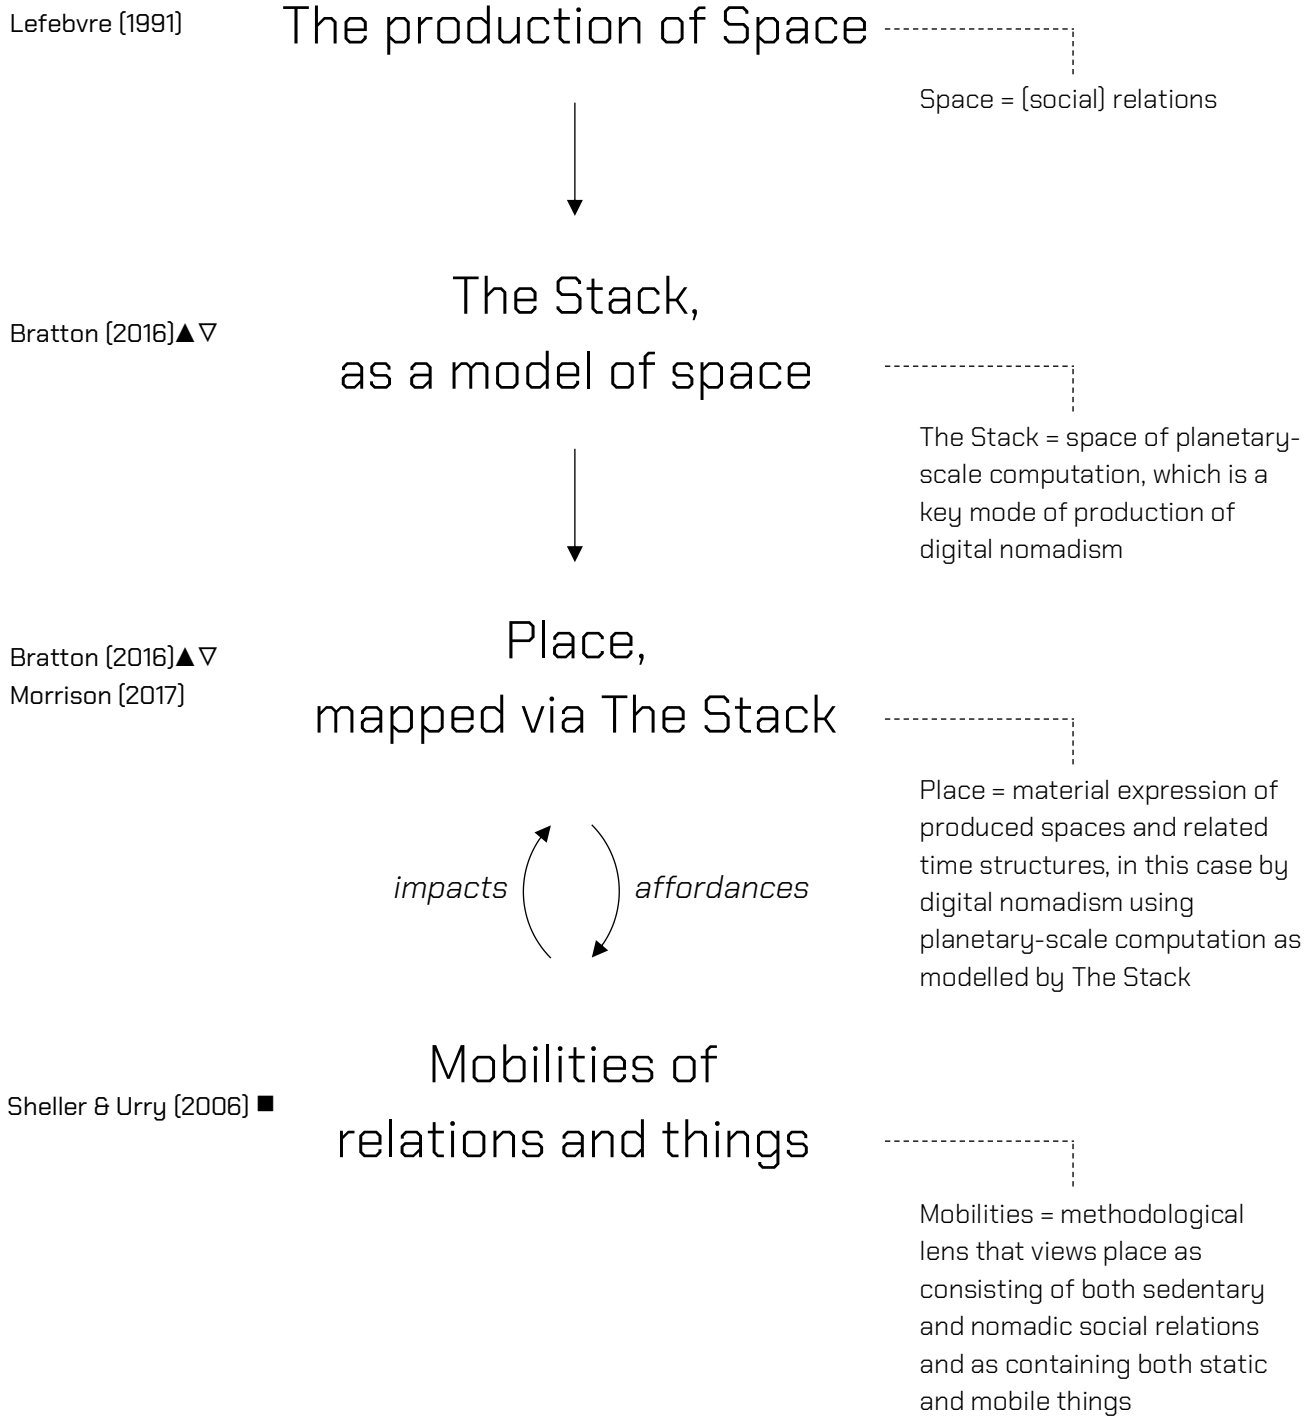 Lefebvre (1991)
The production of Space
Space = (social) relations
The Stack,
as a model of space
Bratton (2016)▲▽
The Stack = space of planetary-
scale computation, which is a
key mode of production of
digital nomadism
Place,
mapped via The Stack
Bratton (2016)▲▽
Morrison (2017)
Place = material expression of
produced spaces and related
time structures, in this case by
digital nomadism using
planetary-scale computation as
modelled by The Stack
impacts
affordances
Mobilities of
relations and things
Sheller & Urry (2006) ■
Mobilities = methodological
lens that views place as
consisting of both sedentary
and nomadic social relations
and as containing both static
and mobile things